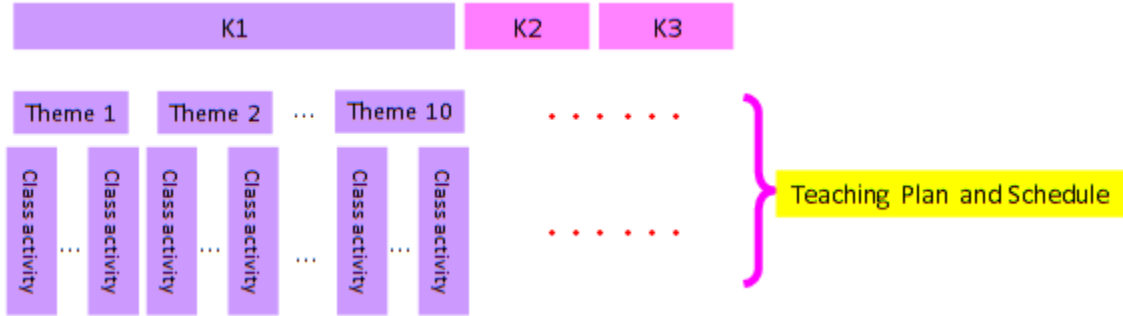 K1
K2
K3
Theme 1
Theme 2
...
Theme 10
Class activity
...
Class activity
Class activity
...
Class activity
...
Class activity
...
Class activity
Teaching Plan and Schedule